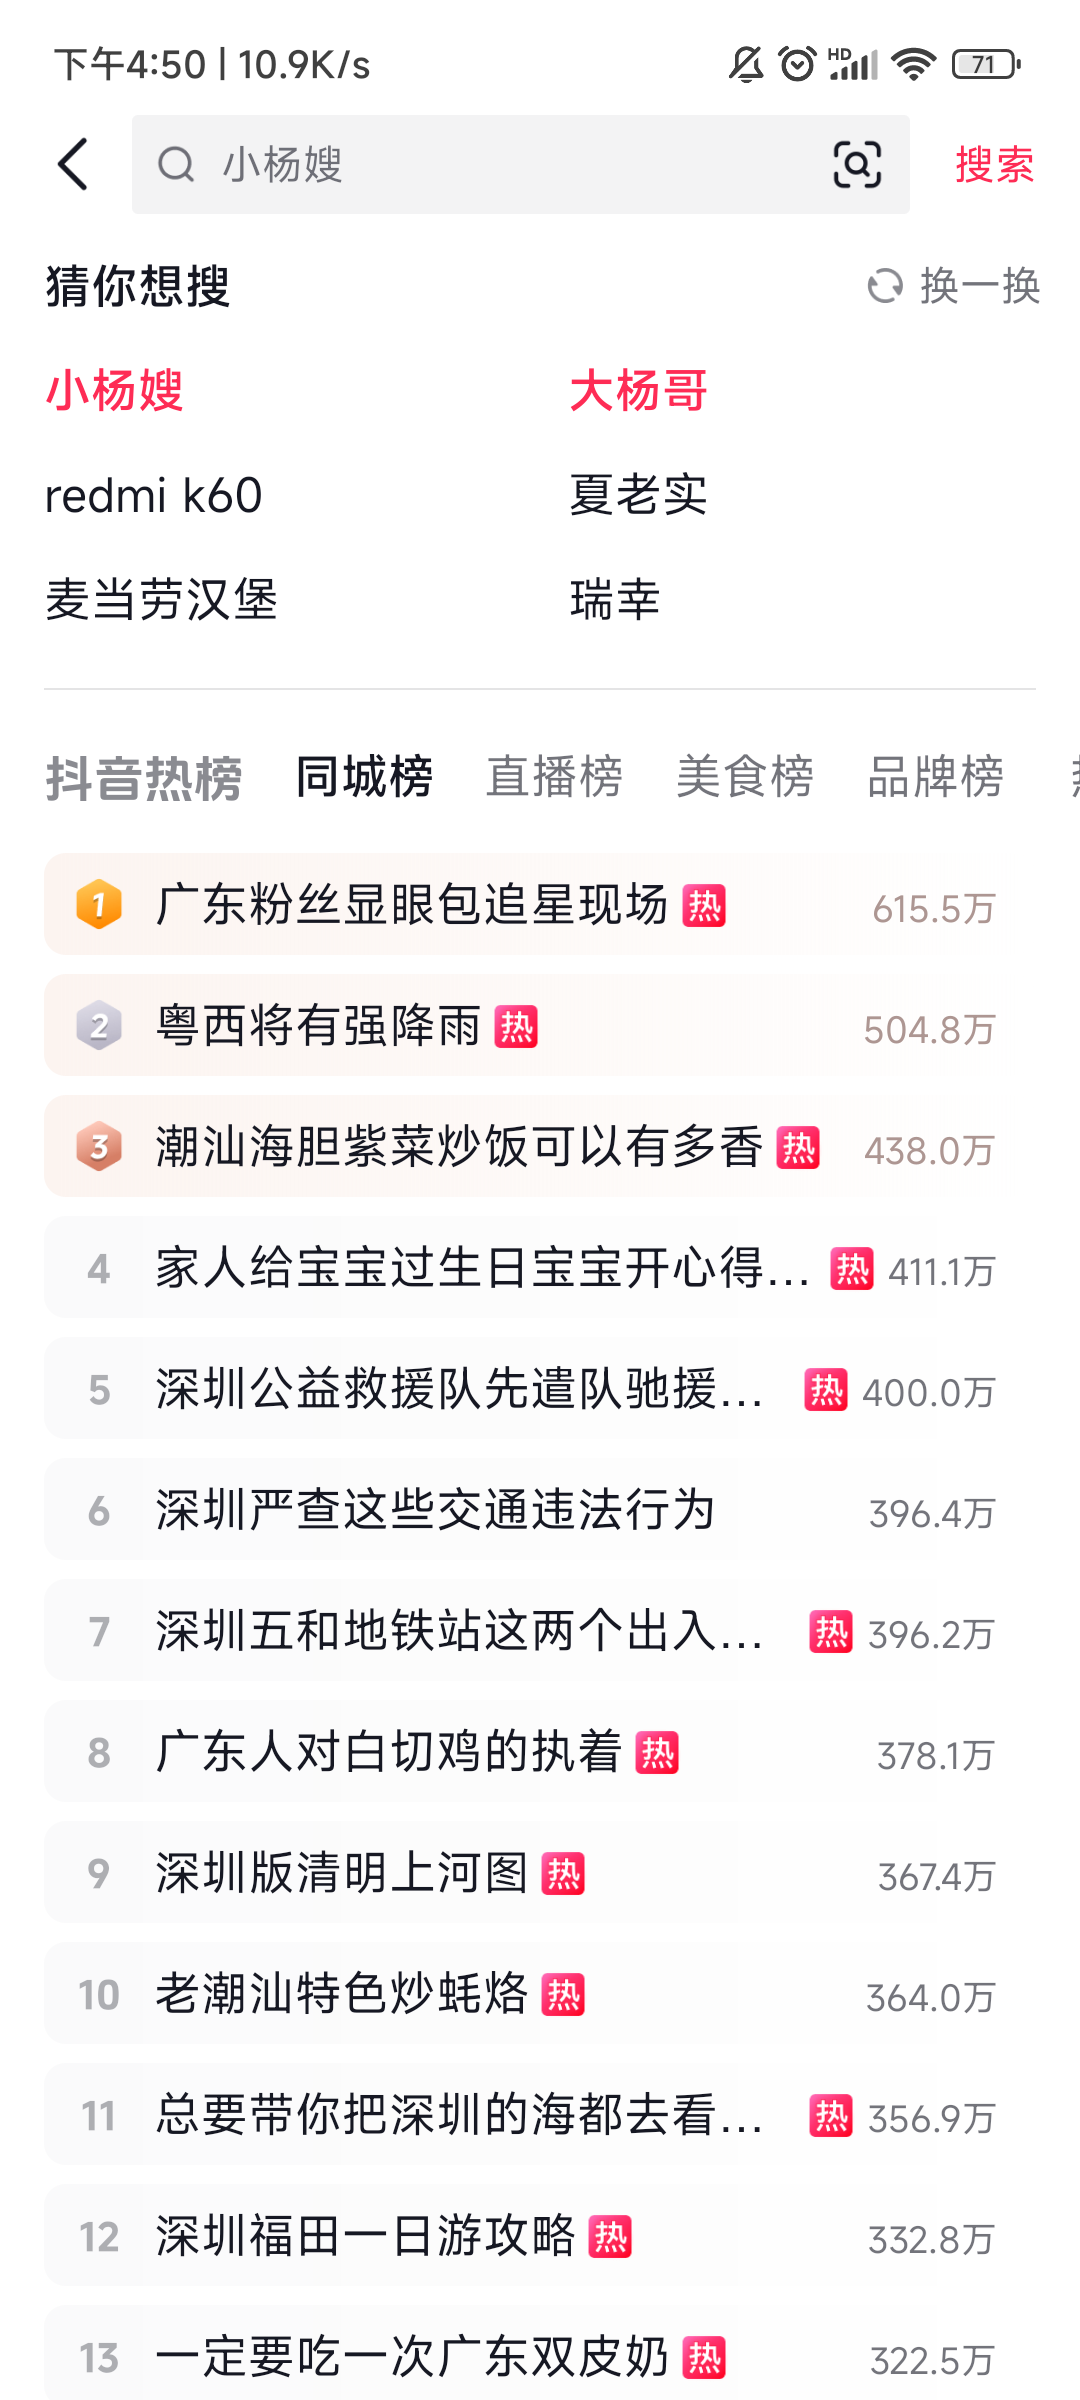 下午4:50 | 10.9K/s HD 71
小杨嫂 搜索
猜你想搜 换一换
小杨嫂 大杨哥
redmi k60 夏老实
麦当劳汉堡 瑞幸
抖音热榜 同城榜 直播榜 美食榜 品牌榜
1 广东粉丝显眼包追星现场 热 615.5万
2 粤西将有强降雨 热 504.8万
3 潮汕海胆紫菜炒饭可以有多香 热 438.0万
4 家人给宝宝过生日宝宝开心得... 热 411.1万
5 深圳公益救援队先遣队驰援... 热 400.0万
6 深圳严查这些交通违法行为 396.4万
7 深圳五和地铁站这两个出入... 热 396.2万
8 广东人对白切鸡的执着 热 378.1万
9 深圳版清明上河图 热 367.4万
10 老潮汕特色炒蚝烙 热 364.0万
11 总要带你把深圳的海都去看... 热 356.9万
12 深圳福田一日游攻略 热 332.8万
13 一定要吃一次广东双皮奶 热 322.5万